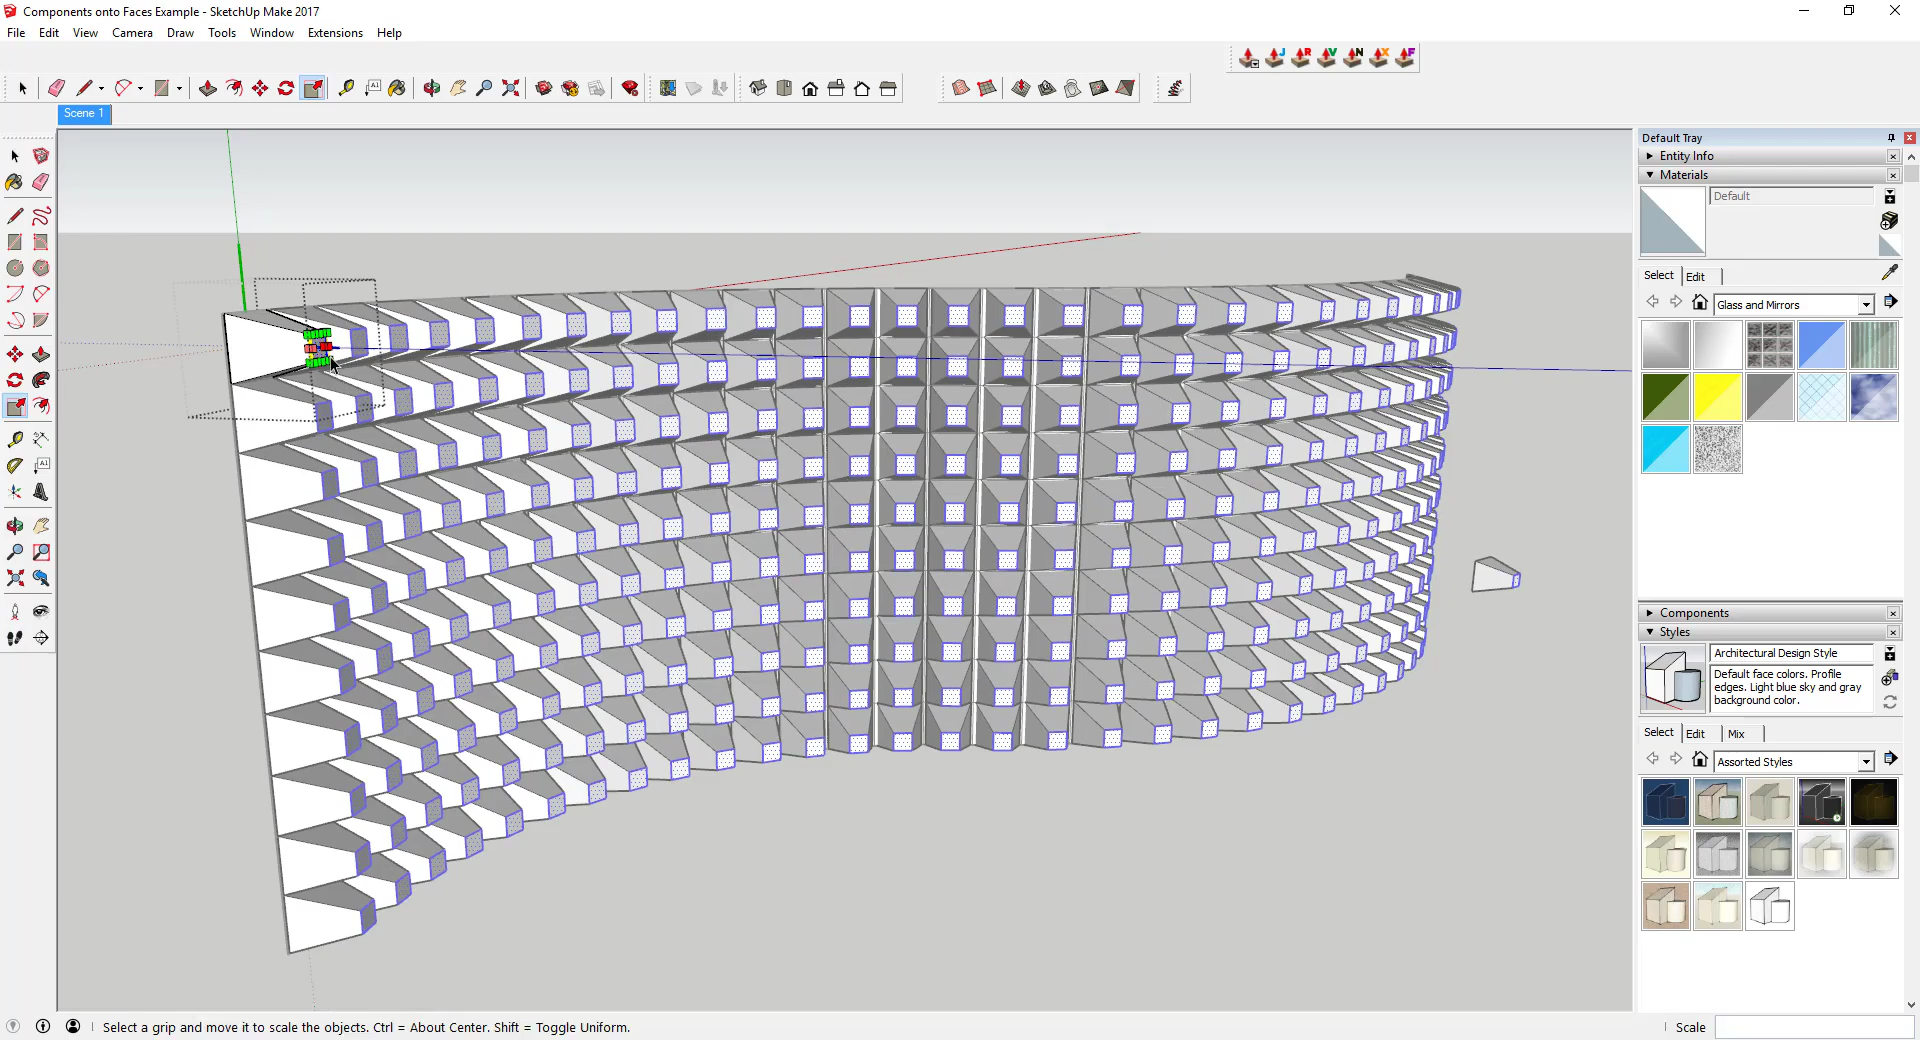 Components onto Faces Example - SketchUp Make 2017
File Edit View Camera Draw Tools Window Extensions Help
J R V N X F
A1
Scene 1
Default Tray
Entity Info
Materials
Default
Select Edit
Glass and Mirrors
A1
Components
Styles
Architectural Design Style
Default face colors. Profile
edges. Light blue sky and gray
background color.
Select Edit Mix
Assorted Styles
Select a grip and move it to scale the objects. Ctrl = About Center. Shift = Toggle Uniform.
Scale